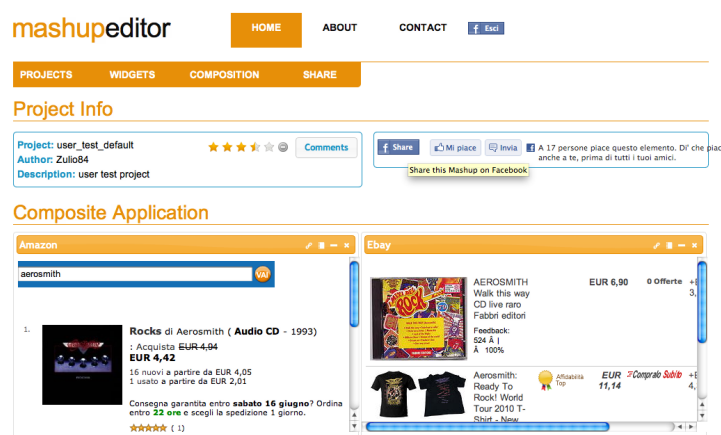 mashupeditor
HOME
ABOUT
CONTACT
f Esci
PROJECTS
WIDGETS
COMPOSITION
SHARE
Project Info
Project: user_test_default
Author: Zulio84
Description: user test project
Comments
f Share
Mi piace
Invia
A 17 persone piace questo elemento. Di' che piac
anche a te, prima di tutti i tuoi amici.
Share this Mashup on Facebook
Composite Application
Amazon
aerosmith
VAI
1.
Rocks di Aerosmith ( Audio CD - 1993)
: Acquista EUR 4,94
EUR 4,42
16 nuovi a partire da EUR 4,05
1 usato a partire da EUR 2,01
Consegna garantita entro sabato 16 giugno? Ordina
entro 22 ore e scegli la spedizione 1 giorno.
( 1)
Ebay
AEROSMITH
Walk this way
CD live raro
Fabbri editori
EUR 6,90
0 Offerte
Feedback:
524 Â |
Â 100%
Aerosmith:
Ready To
Rock! World
Tour 2010 T-
Shirt - New
Affidabilità
Top
EUR
11,14
Compralo Subito